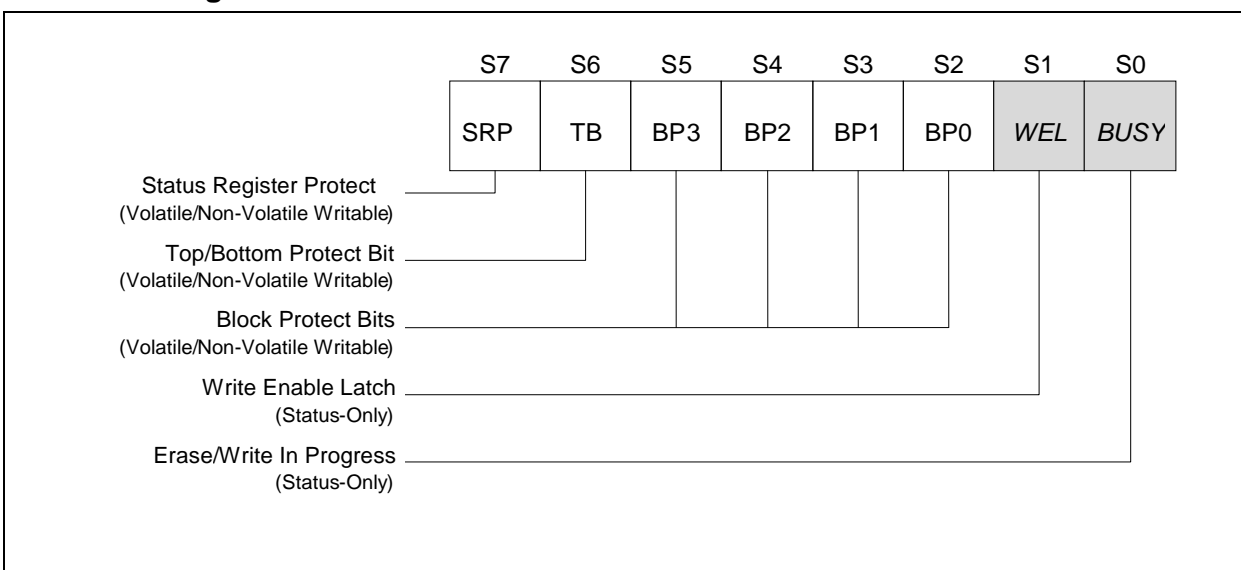 S7 S6 S5 S4 S3 S2 S1 S0
SRP TB BP3 BP2 BP1 BP0 WEL BUSY
Status Register Protect
(Volatile/Non-Volatile Writable)
Top/Bottom Protect Bit
(Volatile/Non-Volatile Writable)
Block Protect Bits
(Volatile/Non-Volatile Writable)
Write Enable Latch
(Status-Only)
Erase/Write In Progress
(Status-Only)